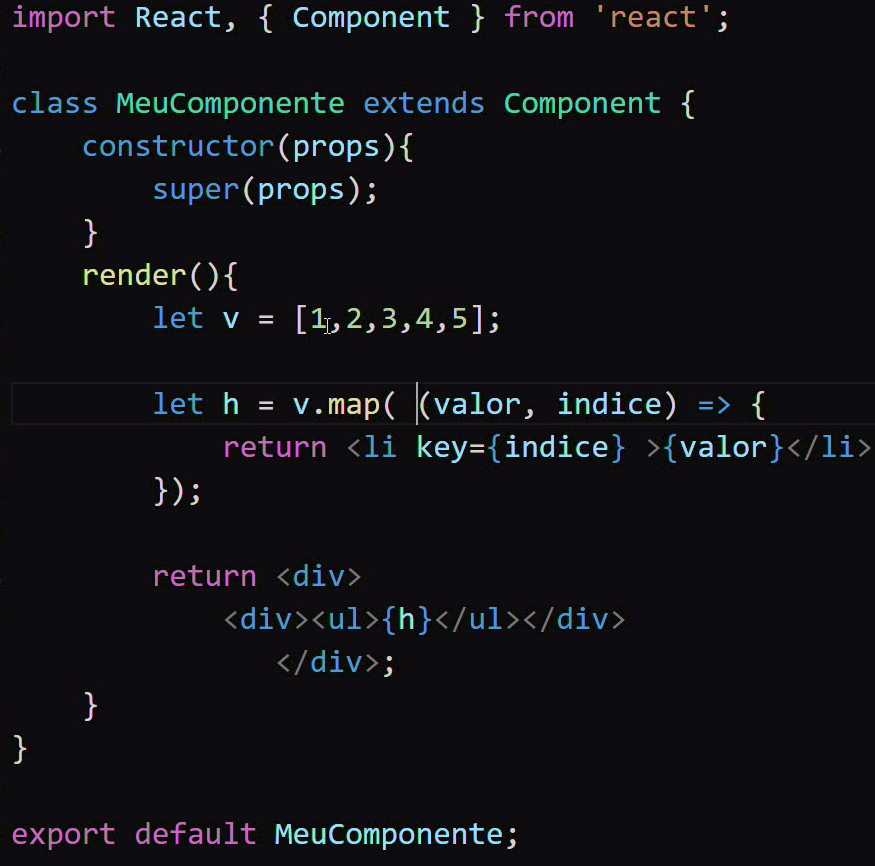 import React, { Component } from 'react';
class MeuComponente extends Component {
constructor(props){
super(props);
}
render(){
let v = [1,2,3,4,5];
let h = v.map( (valor, indice) => {
return <li key={indice} >{valor}</li>
});
return <div>
<div><ul>{h}</ul></div>
</div>;
}
}
export default MeuComponente;